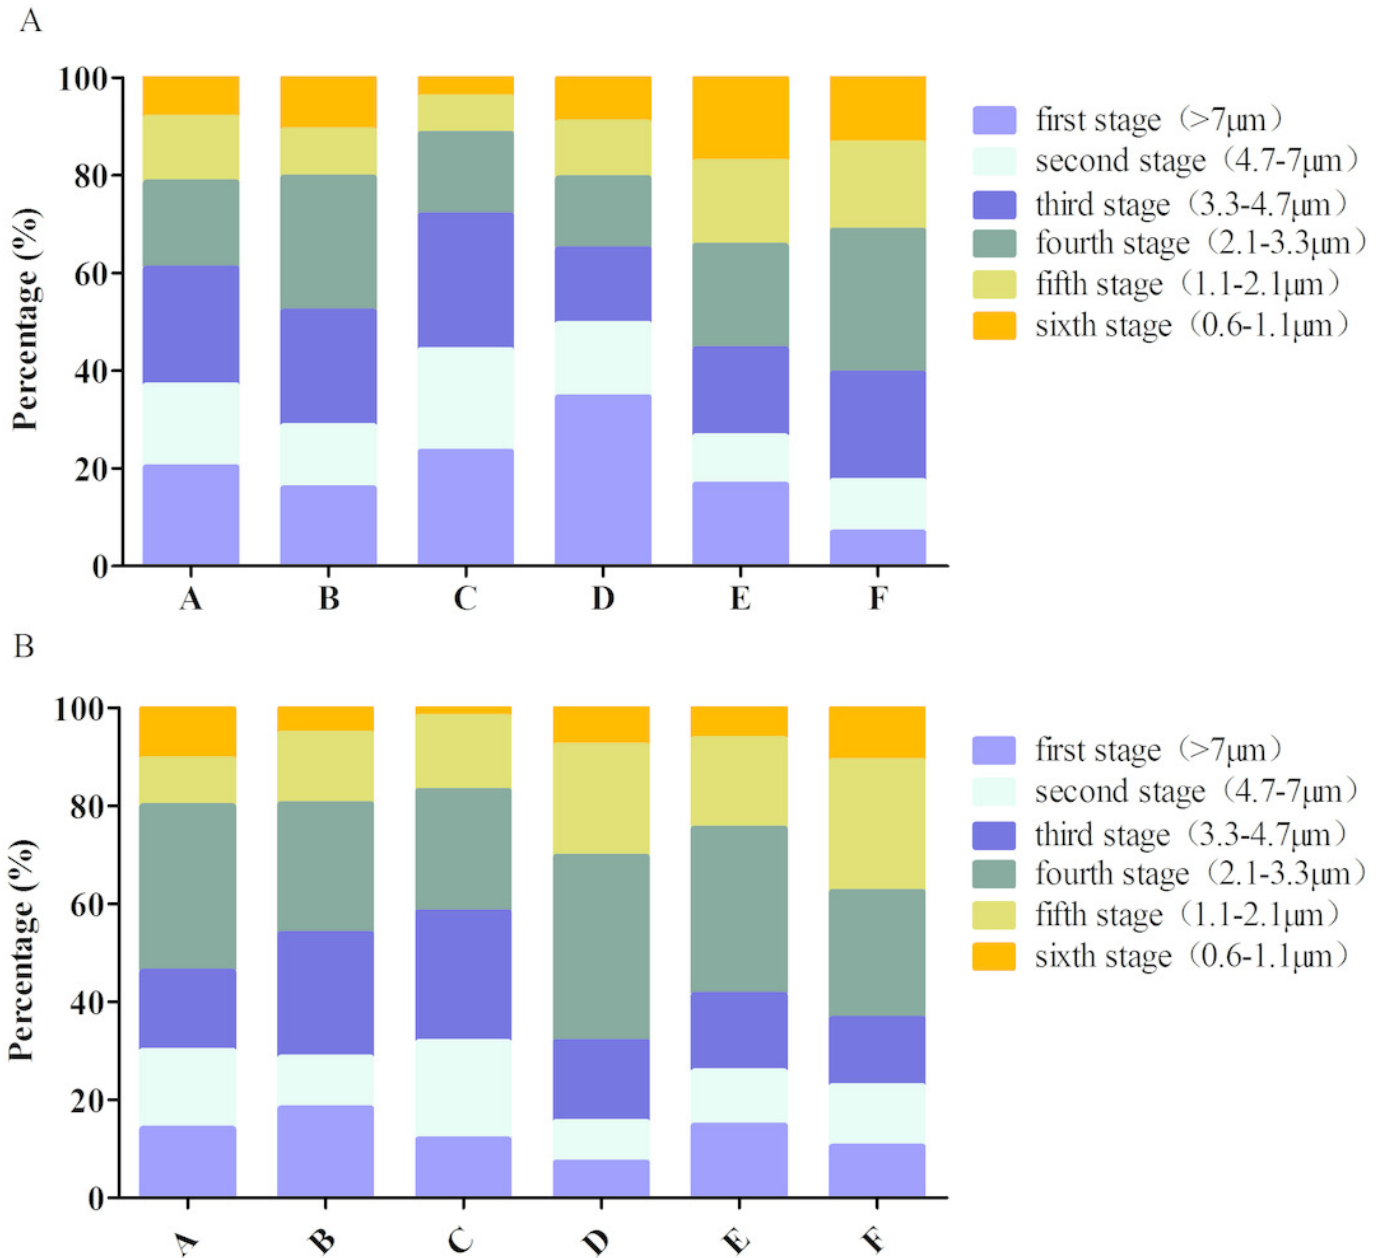 A
Percentage (%)
100
80
60
40
20
0
A B C D E F
first stage（>7μm）
second stage（4.7-7μm）
third stage（3.3-4.7μm）
fourth stage（2.1-3.3μm）
fifth stage（1.1-2.1μm）
sixth stage（0.6-1.1μm）
B
Percentage (%)
100
80
60
40
20
0
A B C D E F
first stage（>7μm）
second stage（4.7-7μm）
third stage（3.3-4.7μm）
fourth stage（2.1-3.3μm）
fifth stage（1.1-2.1μm）
sixth stage（0.6-1.1μm）